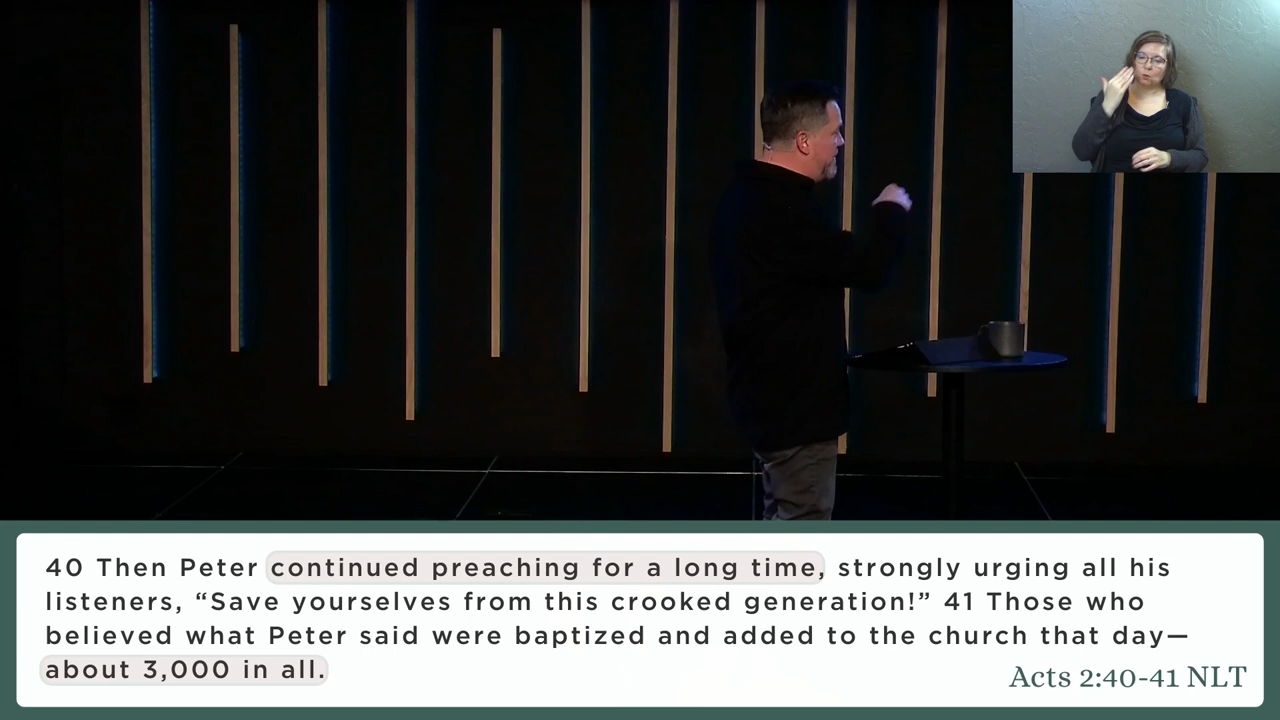 40 Then Peter continued preaching for a long time, strongly urging all his
listeners, “Save yourselves from this crooked generation!” 41 Those who
believed what Peter said were baptized and added to the church that day—
about 3,000 in all.
Acts 2:40-41 NLT